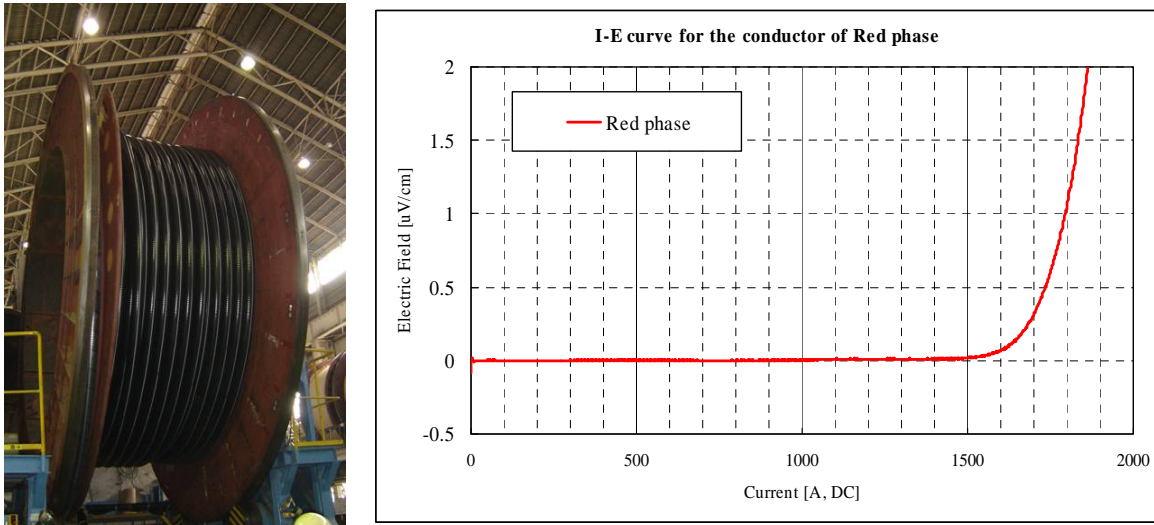 I-E curve for the conductor of Red phase
Red phase
Electric Field [uV/cm]
2
1.5
1
0.5
0
-0.5
0 500 1000 1500 2000
Current [A, DC]